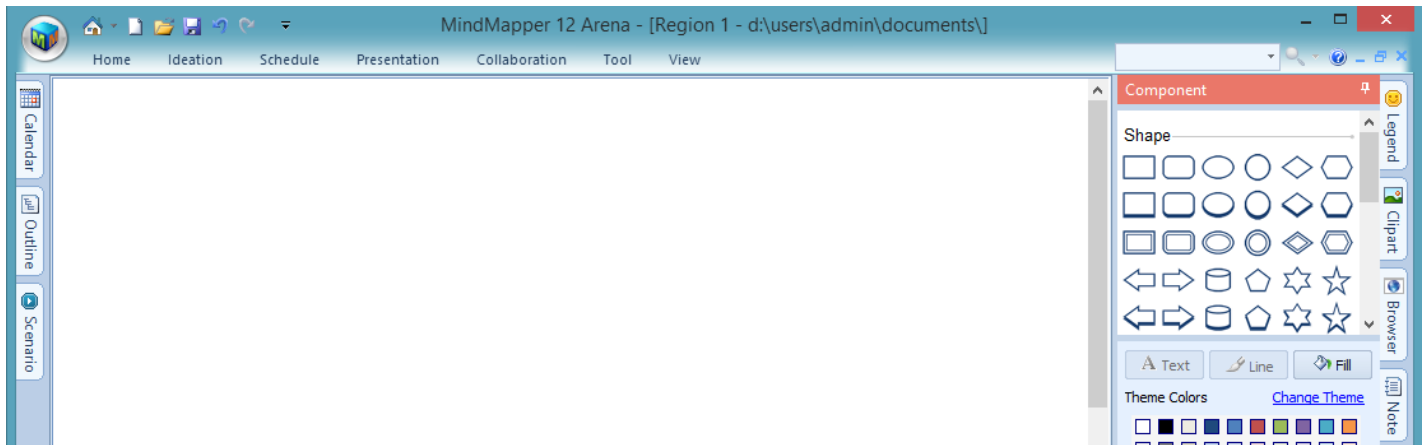 MindMapper 12 Arena - [Region 1 - d:\users\admin\documents\]
Home Ideation Schedule Presentation Collaboration Tool View
Calendar
Outline
Scenario
Component
Shape
A Text Line Fill
Theme Colors Change Theme
Legend
Clipart
Browser
Note